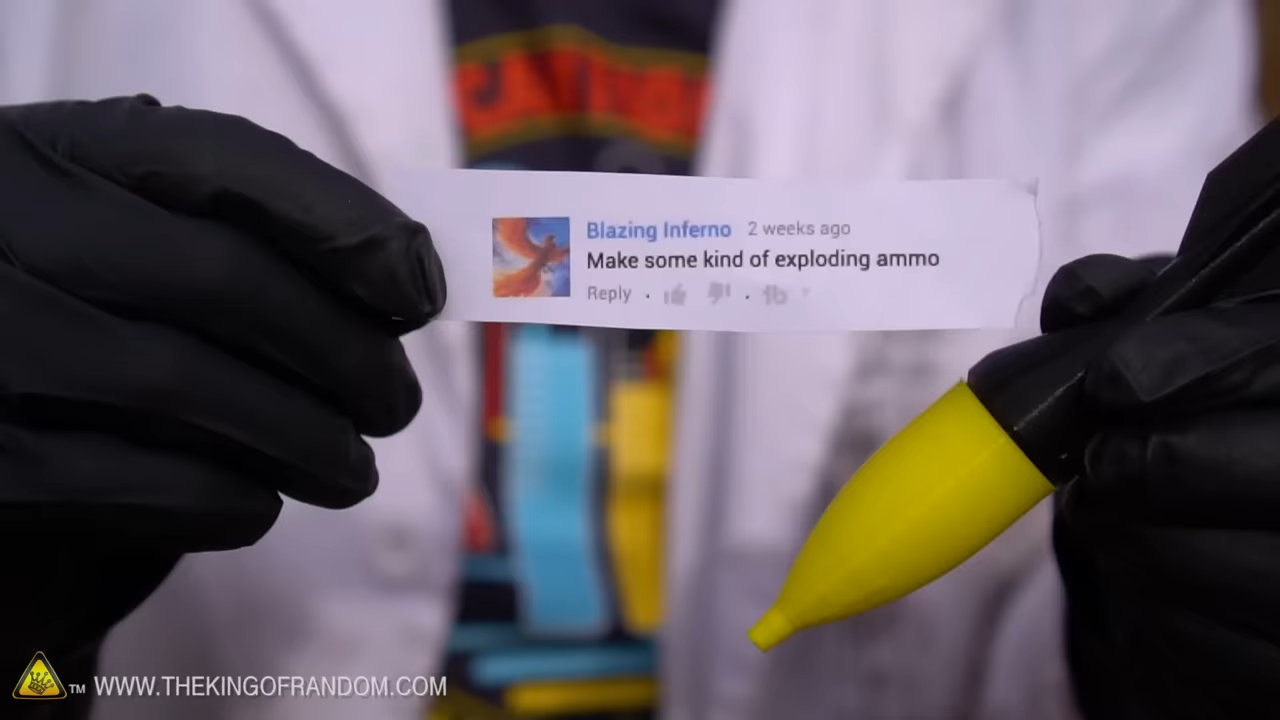 Blazing Inferno 2 weeks ago
Make some kind of exploding ammo
Reply
TM WWW.THEKINGOFRANDOM.COM